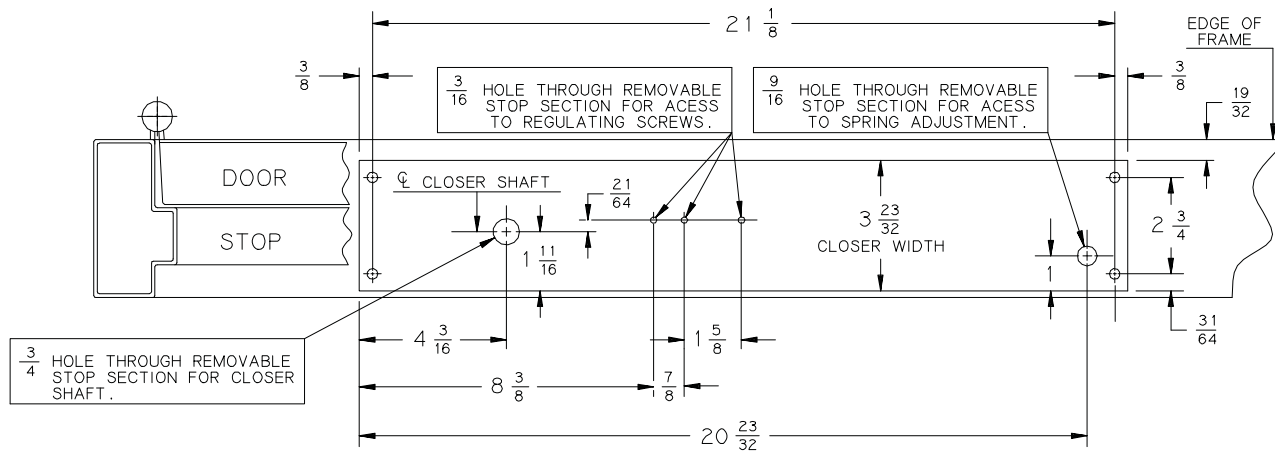 21 1/8
EDGE OF
FRAME
3/8
3/16 HOLE THROUGH REMOVABLE
STOP SECTION FOR ACESS
TO REGULATING SCREWS.
9/16 HOLE THROUGH REMOVABLE
STOP SECTION FOR ACESS
TO SPRING ADJUSTMENT.
3/8
19/32
DOOR
℄ CLOSER SHAFT
21/64
3 23/32
CLOSER WIDTH
2 3/4
STOP
1 11/16
1
31/64
4 3/16
1 5/8
3/4 HOLE THROUGH REMOVABLE
STOP SECTION FOR CLOSER
SHAFT.
8 3/8
7/8
20 23/32